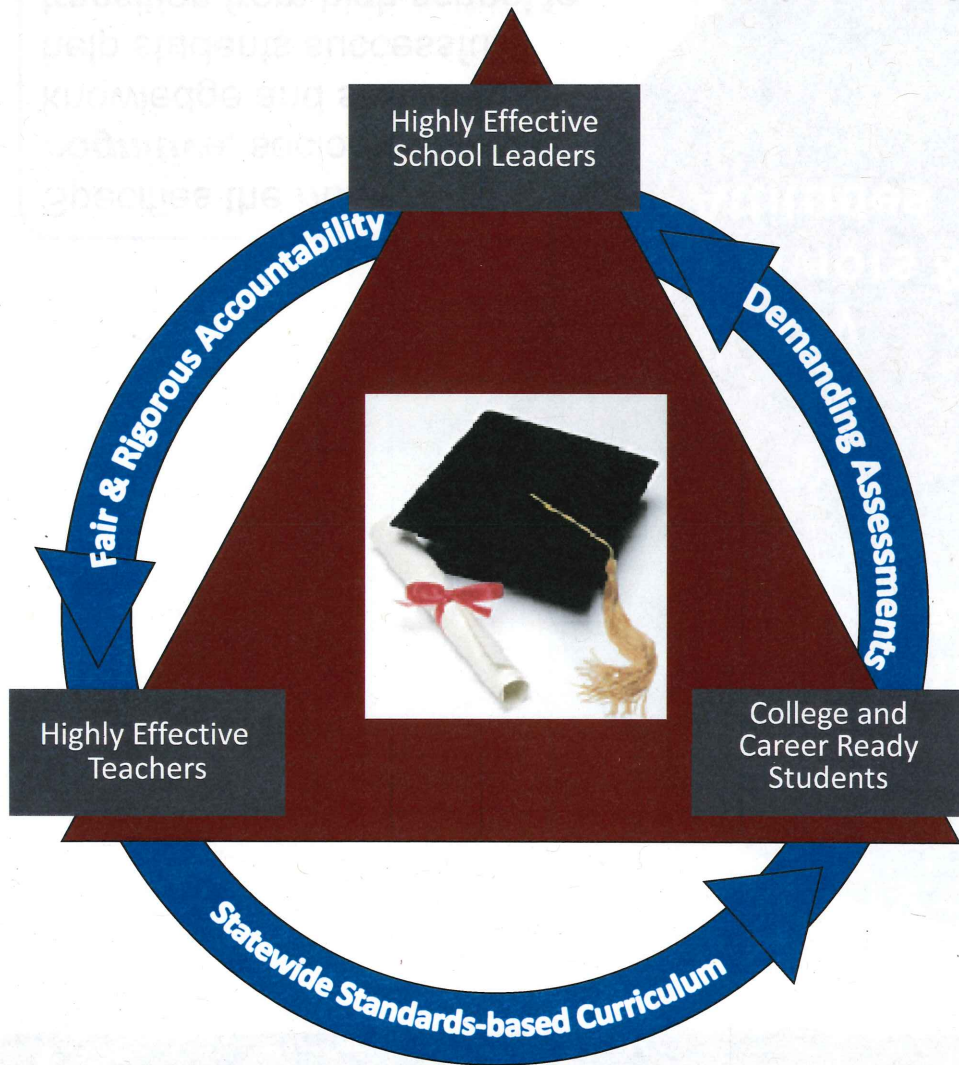 Highly Effective
School Leaders
Fair & Rigorous Accountability
Demanding Assessments
Highly Effective
Teachers
College and
Career Ready
Students
Statewide Standards-based Curriculum